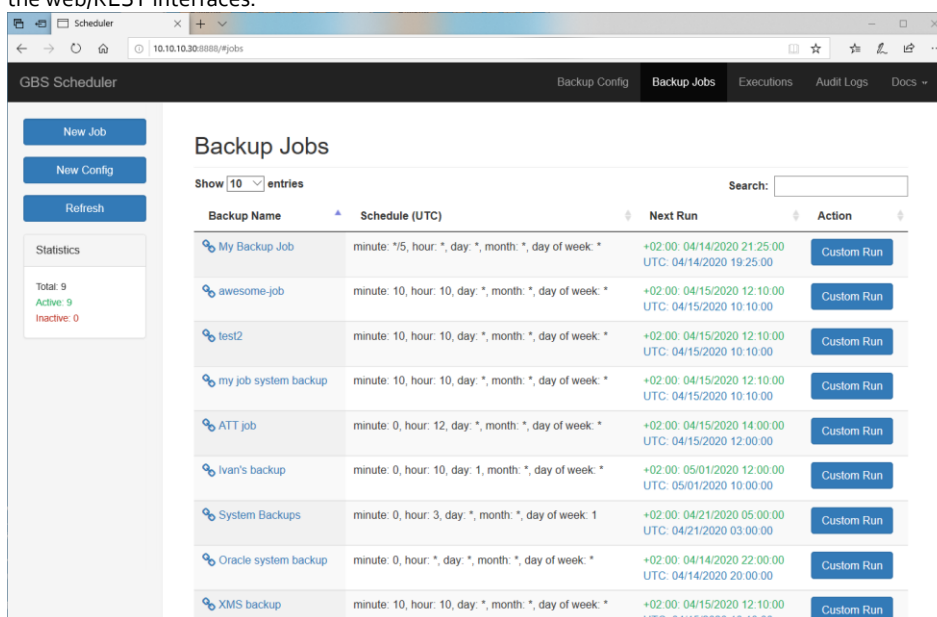 the web/REST interfaces.
Scheduler
10.10.10.30:8888/#jobs
GBS Scheduler Backup Config Backup Jobs Executions Audit Logs Docs
New Job
New Config
Refresh
Statistics
Total: 9
Active: 9
Inactive: 0
Backup Jobs
Show 10 entries Search:
Backup Name Schedule (UTC) Next Run Action
My Backup Job minute: */5, hour: *, day: *, month: *, day of week: * +02:00: 04/14/2020 21:25:00 Custom Run
UTC: 04/14/2020 19:25:00
awesome-job minute: 10, hour: 10, day: *, month: *, day of week: * +02:00: 04/15/2020 12:10:00 Custom Run
UTC: 04/15/2020 10:10:00
test2 minute: 10, hour: 10, day: *, month: *, day of week: * +02:00: 04/15/2020 12:10:00 Custom Run
UTC: 04/15/2020 10:10:00
my job system backup minute: 10, hour: 10, day: *, month: *, day of week: * +02:00: 04/15/2020 12:10:00 Custom Run
UTC: 04/15/2020 10:10:00
ATT job minute: 0, hour: 12, day: *, month: *, day of week: * +02:00: 04/15/2020 14:00:00 Custom Run
UTC: 04/15/2020 12:00:00
Ivan's backup minute: 0, hour: 10, day: 1, month: *, day of week: * +02:00: 05/01/2020 12:00:00 Custom Run
UTC: 05/01/2020 10:00:00
System Backups minute: 0, hour: 3, day: *, month: *, day of week: 1 +02:00: 04/21/2020 05:00:00 Custom Run
UTC: 04/21/2020 03:00:00
Oracle system backup minute: 0, hour: *, day: *, month: *, day of week: * +02:00: 04/14/2020 22:00:00 Custom Run
UTC: 04/14/2020 20:00:00
XMS backup minute: 10, hour: 10, day: *, month: *, day of week: * +02:00: 04/15/2020 12:10:00 Custom Run